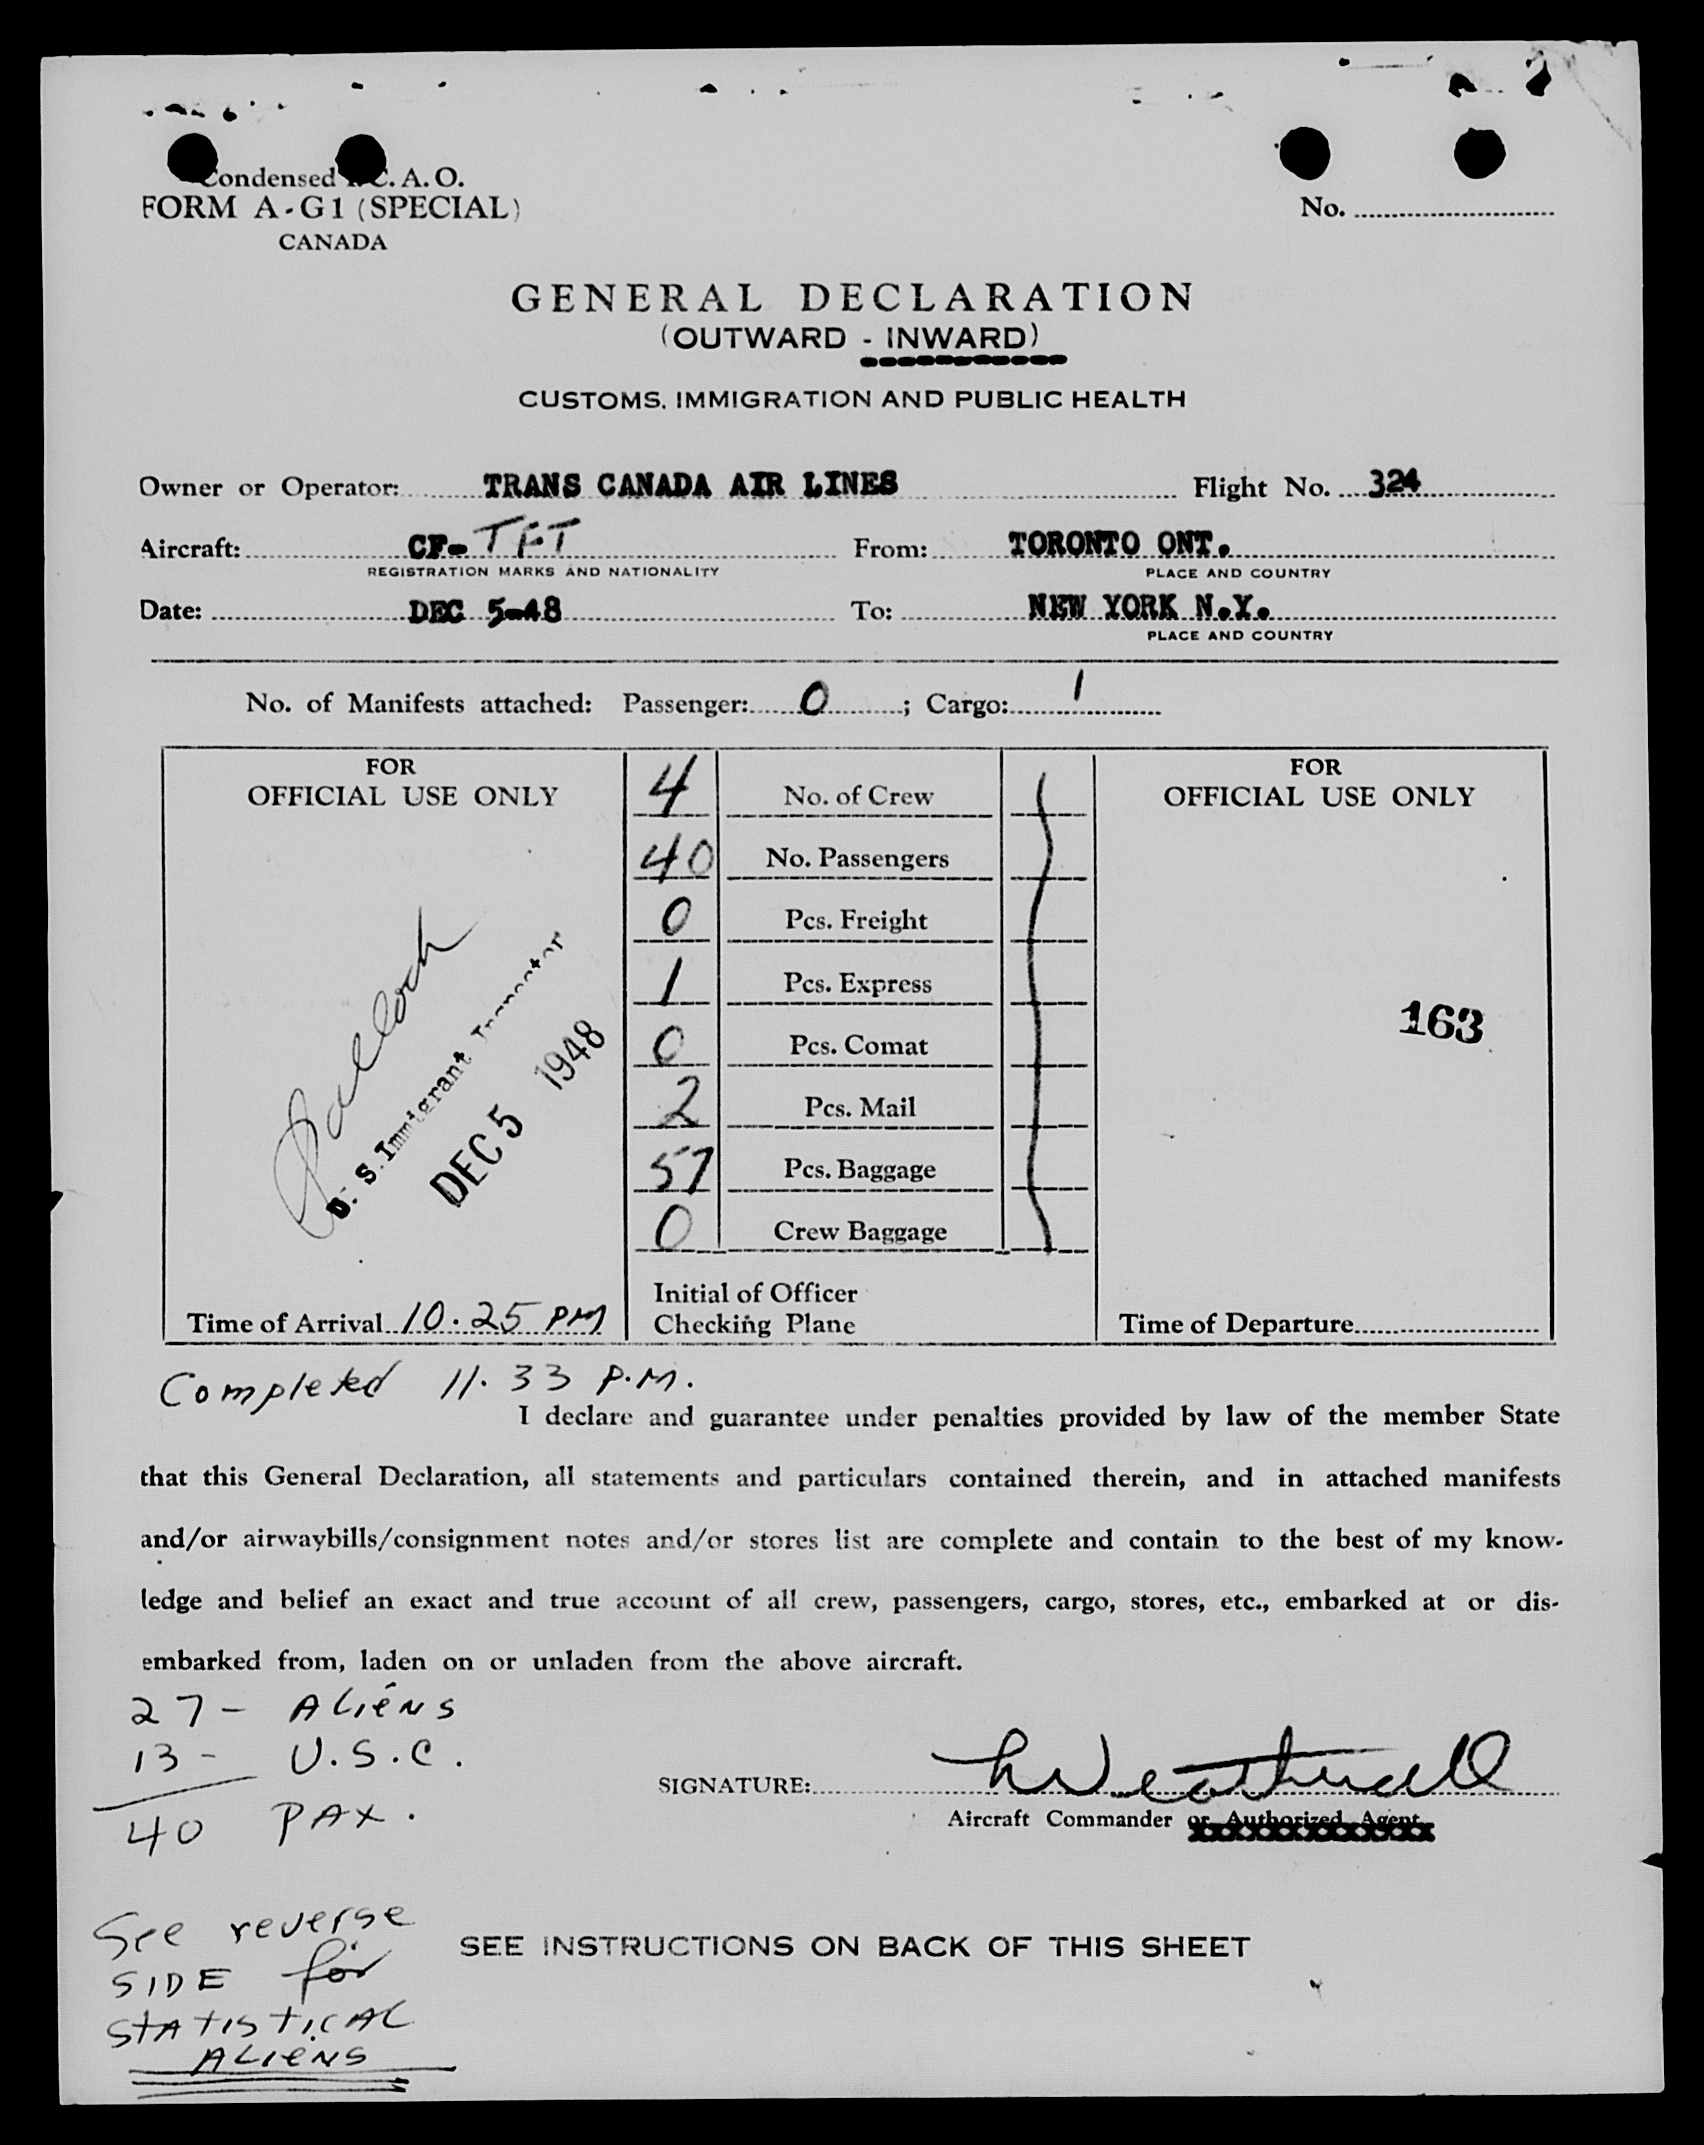 Condensed I. C. A. O.
FORM A-G1 (SPECIAL)
CANADA
No.
GENERAL DECLARATION
(OUTWARD - INWARD)
CUSTOMS, IMMIGRATION AND PUBLIC HEALTH
Owner or Operator: TRANS CANADA AIR LINES Flight No. 324
Aircraft: CF- TFT From: TORONTO ONT.
REGISTRATION MARKS AND NATIONALITY PLACE AND COUNTRY
Date: DEC 5-48 To: NEW YORK N.Y.
PLACE AND COUNTRY
No. of Manifests attached: Passenger: 0 ; Cargo: 1
FOR
OFFICIAL USE ONLY
U. S. Immigrant Inspector
DEC 5 1948
Time of Arrival 10.25 PM
4 No. of Crew
40 No. Passengers
0 Pcs. Freight
1 Pcs. Express
0 Pcs. Comat
2 Pcs. Mail
57 Pcs. Baggage
0 Crew Baggage
Initial of Officer
Checking Plane
FOR
OFFICIAL USE ONLY
163
Time of Departure
Completed 11.33 P.M.
I declare and guarantee under penalties provided by law of the member State
that this General Declaration, all statements and particulars contained therein, and in attached manifests
and/or airwaybills/consignment notes and/or stores list are complete and contain to the best of my know-
ledge and belief an exact and true account of all crew, passengers, cargo, stores, etc., embarked at or dis-
embarked from, laden on or unladen from the above aircraft.
27 - ALIENS
13 - U.S.C.
40 PAX.
SIGNATURE:
Aircraft Commander or Authorized Agent
See reverse
SIDE for
STATISTICAL
ALIENS
SEE INSTRUCTIONS ON BACK OF THIS SHEET